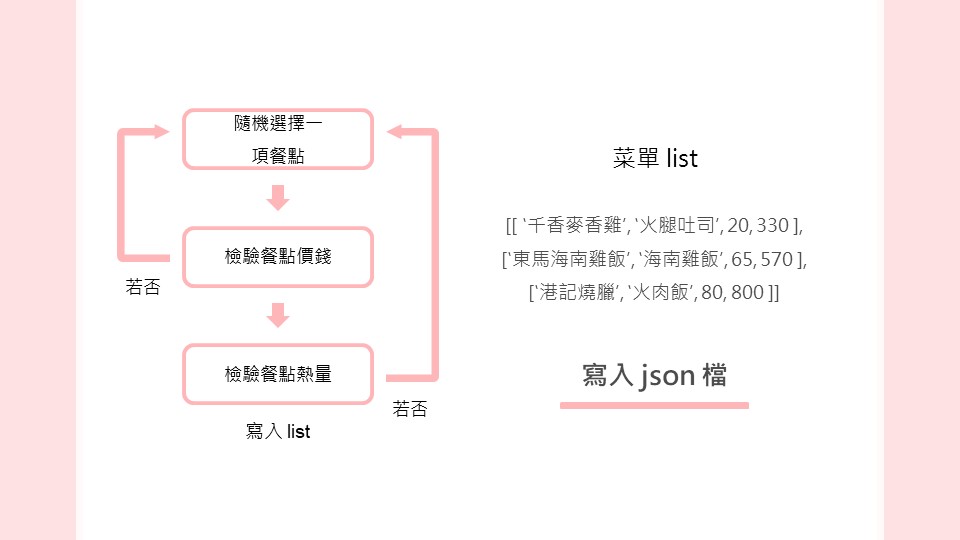 隨機選擇一
項餐點
檢驗餐點價錢
若否
檢驗餐點熱量
若否
寫入 list
菜單 list
[[ ‘千香麥香雞’, ‘火腿吐司’, 20, 330 ],
[‘東馬海南雞飯’, ‘海南雞飯’, 65, 570 ],
[‘港記燒臘’, ‘火肉飯’, 80, 800 ]]
寫入 json 檔